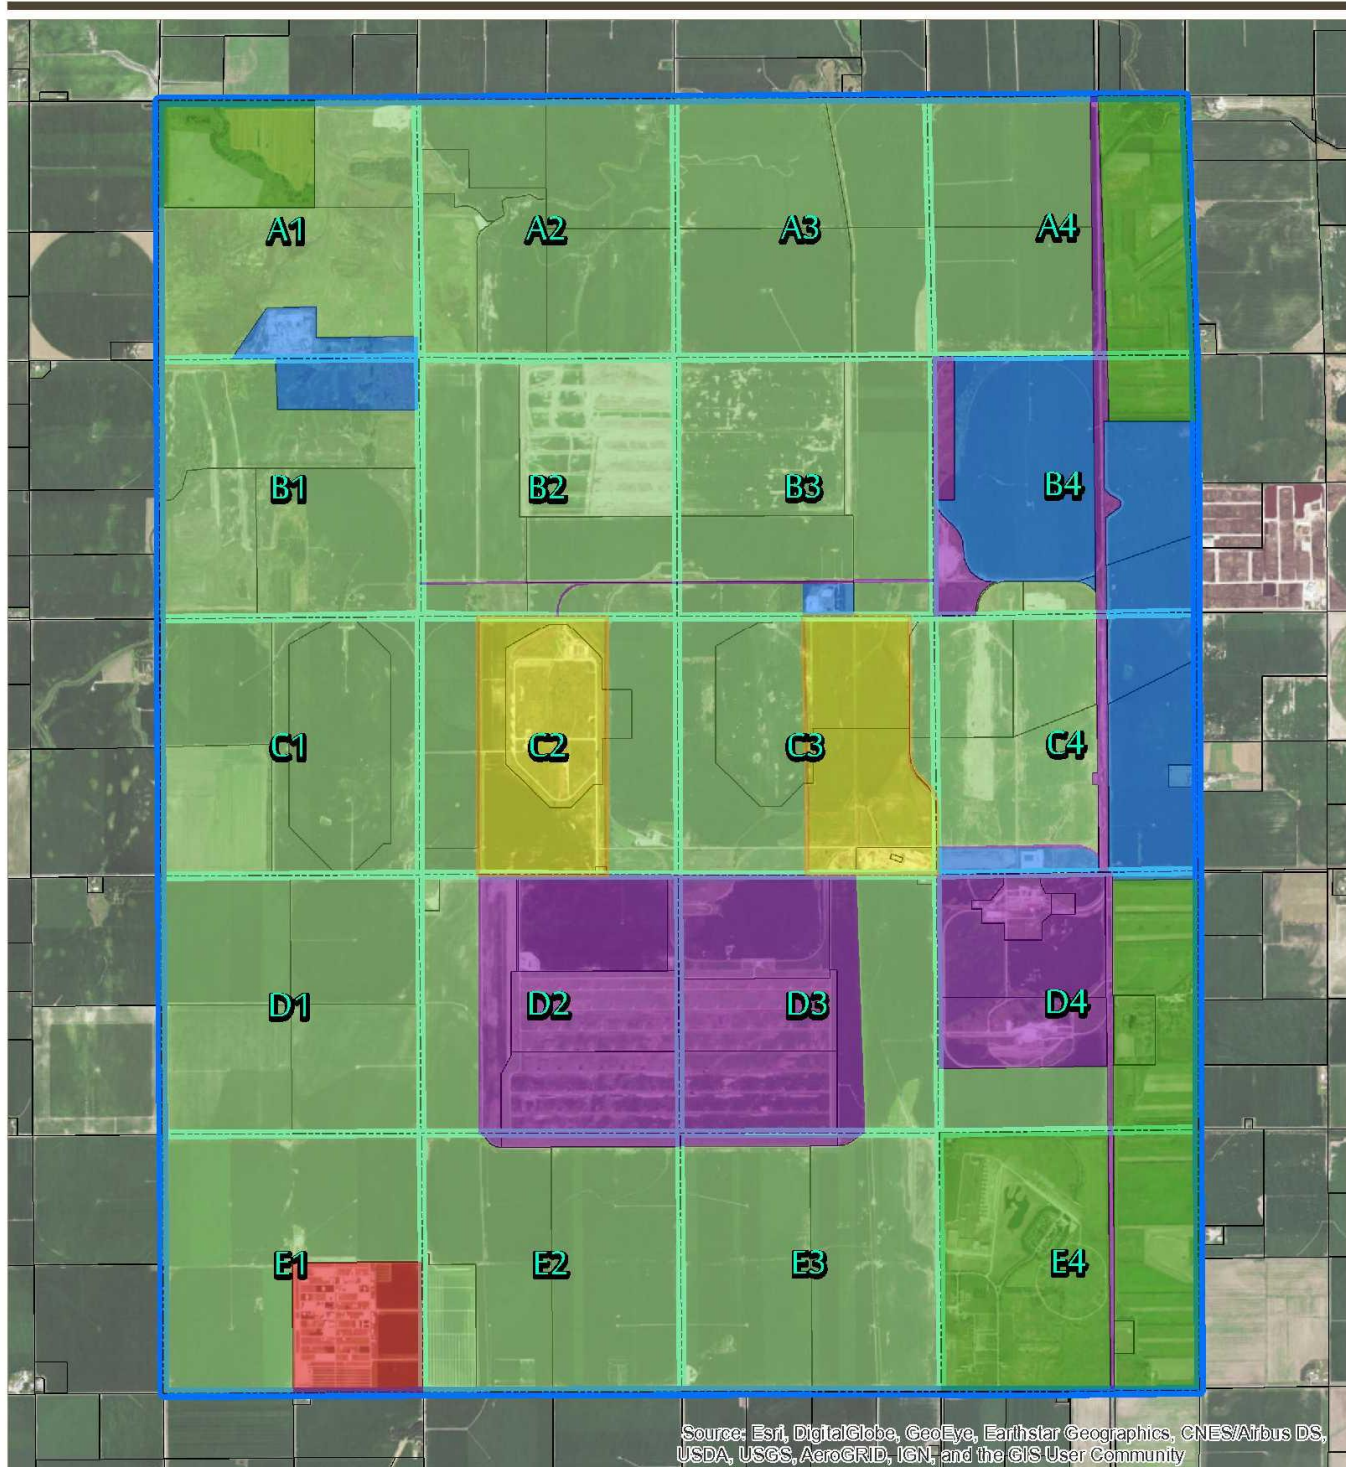 A1 A2 A3 A4
B1 B2 B3 B4
C1 C2 C3 C4
D1 D2 D3 D4
E1 E2 E3 E4
Source: Esri, DigitalGlobe, GeoEye, Earthstar Geographics, CNES/Airbus DS,
USDA, USGS, AeroGRID, IGN, and the GIS User Community